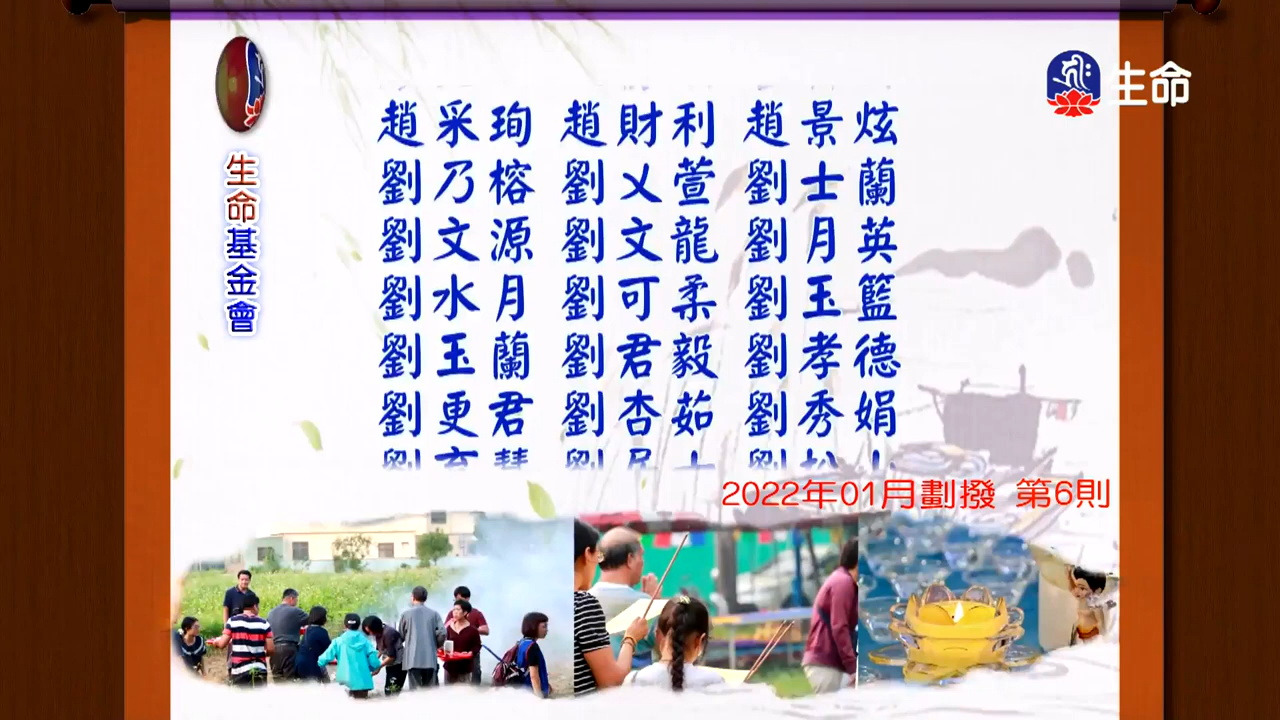 生命
生命基金會
趙采珣 趙財利 趙景炫
劉乃榕 劉乂萱 劉士蘭
劉文源 劉文龍 劉月英
劉水月 劉可柔 劉玉籃
劉玉蘭 劉君毅 劉孝德
劉更君 劉杏茹 劉秀娟
2022年01月劃撥 第6則